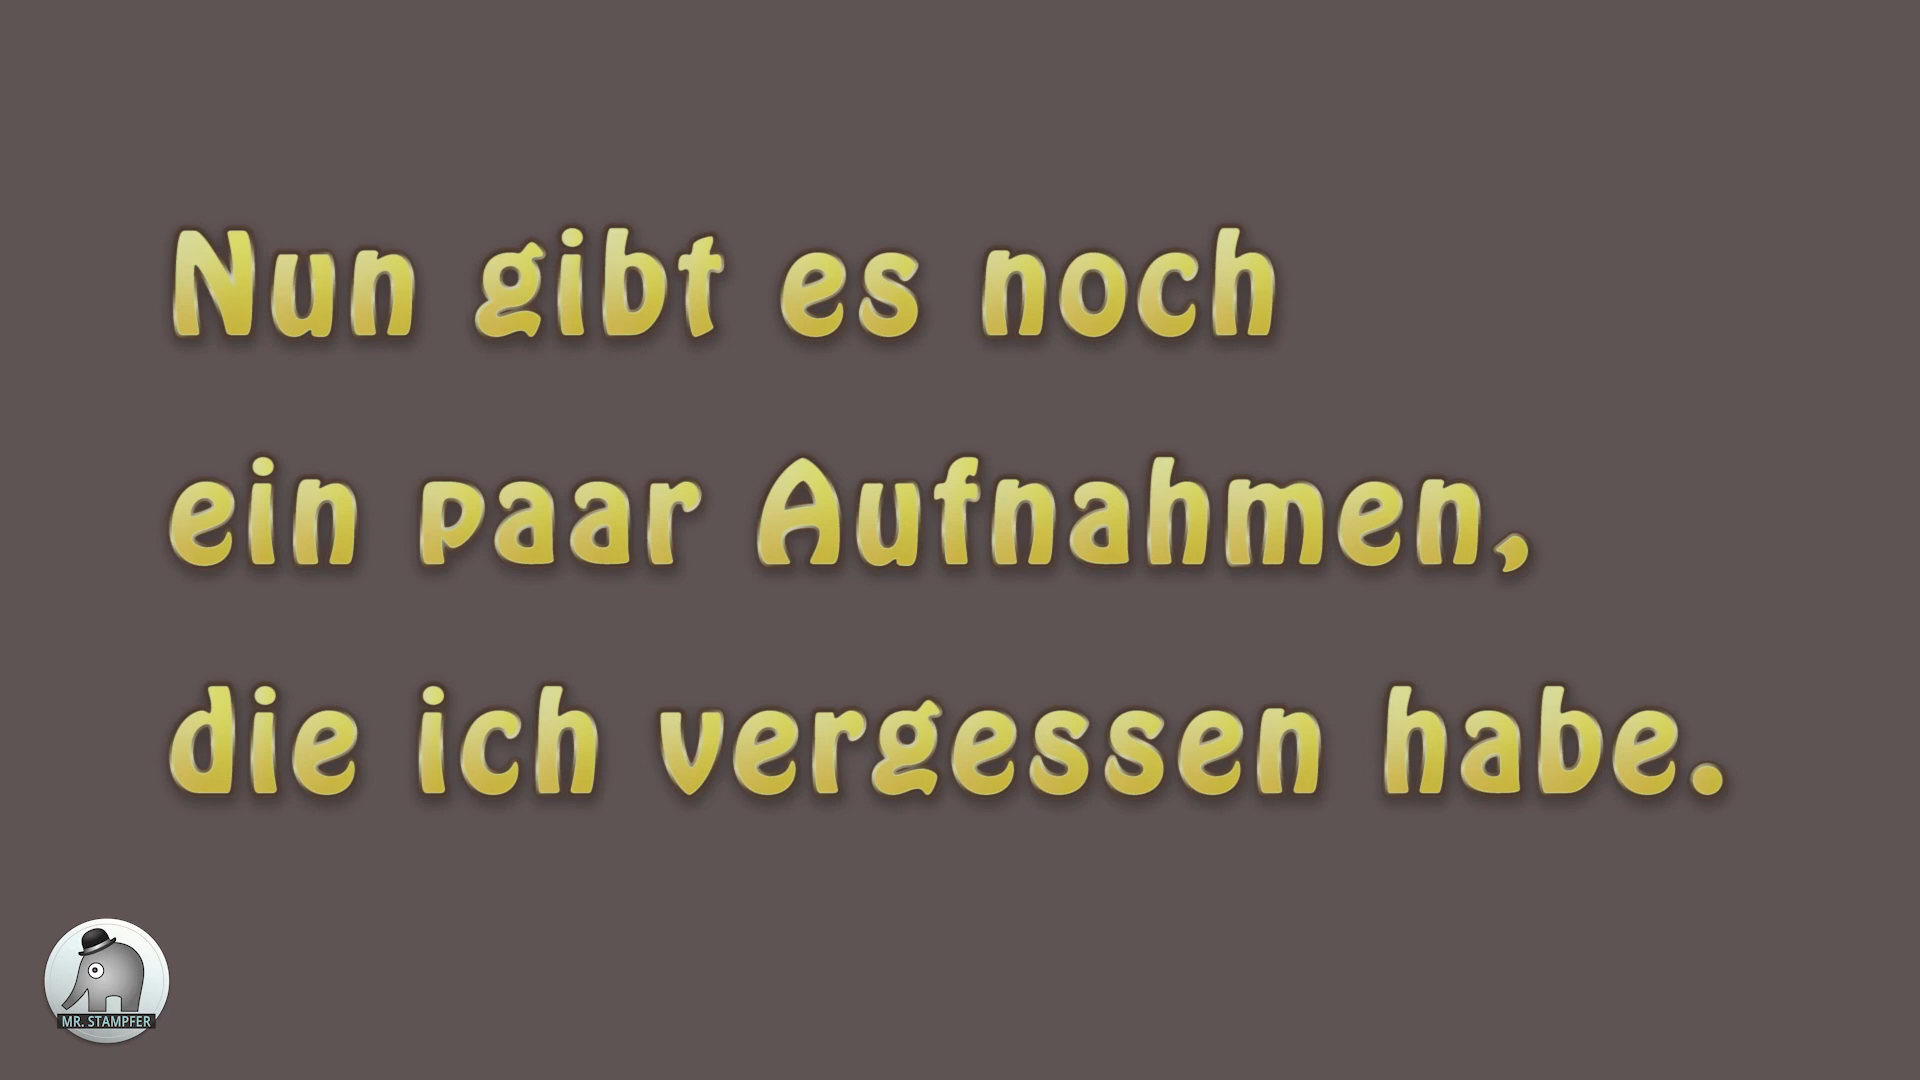 Nun gibt es noch
ein paar Aufnahmen,
die ich vergessen habe.
MR. STAMPFER